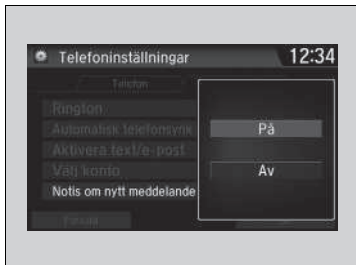 Telefoninställningar
12:34
Telefon
Rington
Automatisk telefonsynk
Aktivera text/e-post
Välj konto
Notis om nytt meddelande
På
Av